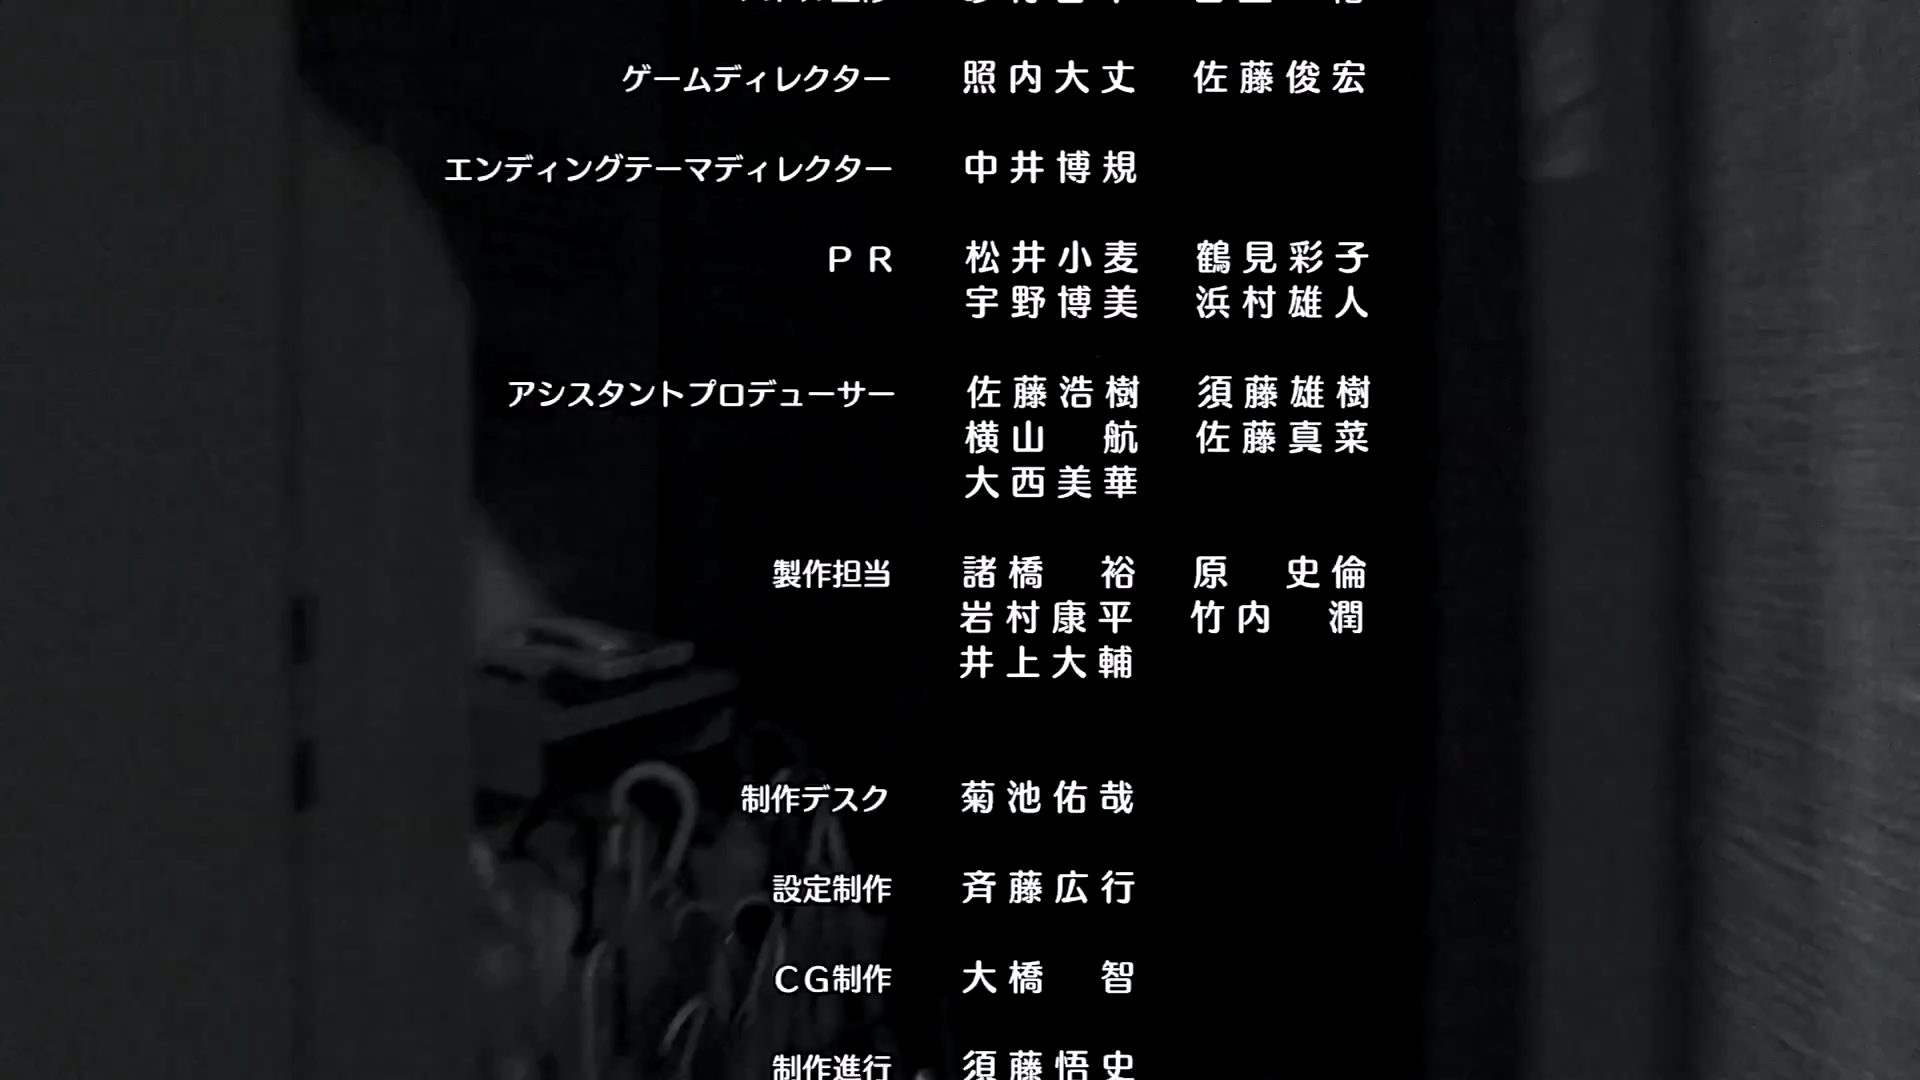 ゲームディレクター 照内大丈 佐藤俊宏
エンディングテーマディレクター 中井博規
ＰＲ 松井小麦 鶴見彩子
宇野博美 浜村雄人
アシスタントプロデューサー 佐藤浩樹 須藤雄樹
横山 航 佐藤真菜
大西美華
製作担当 諸橋 裕 原 史倫
岩村康平 竹内 潤
井上大輔
制作デスク 菊池佑哉
設定制作 斉藤広行
ＣＧ制作 大橋 智
制作進行 須藤悟史